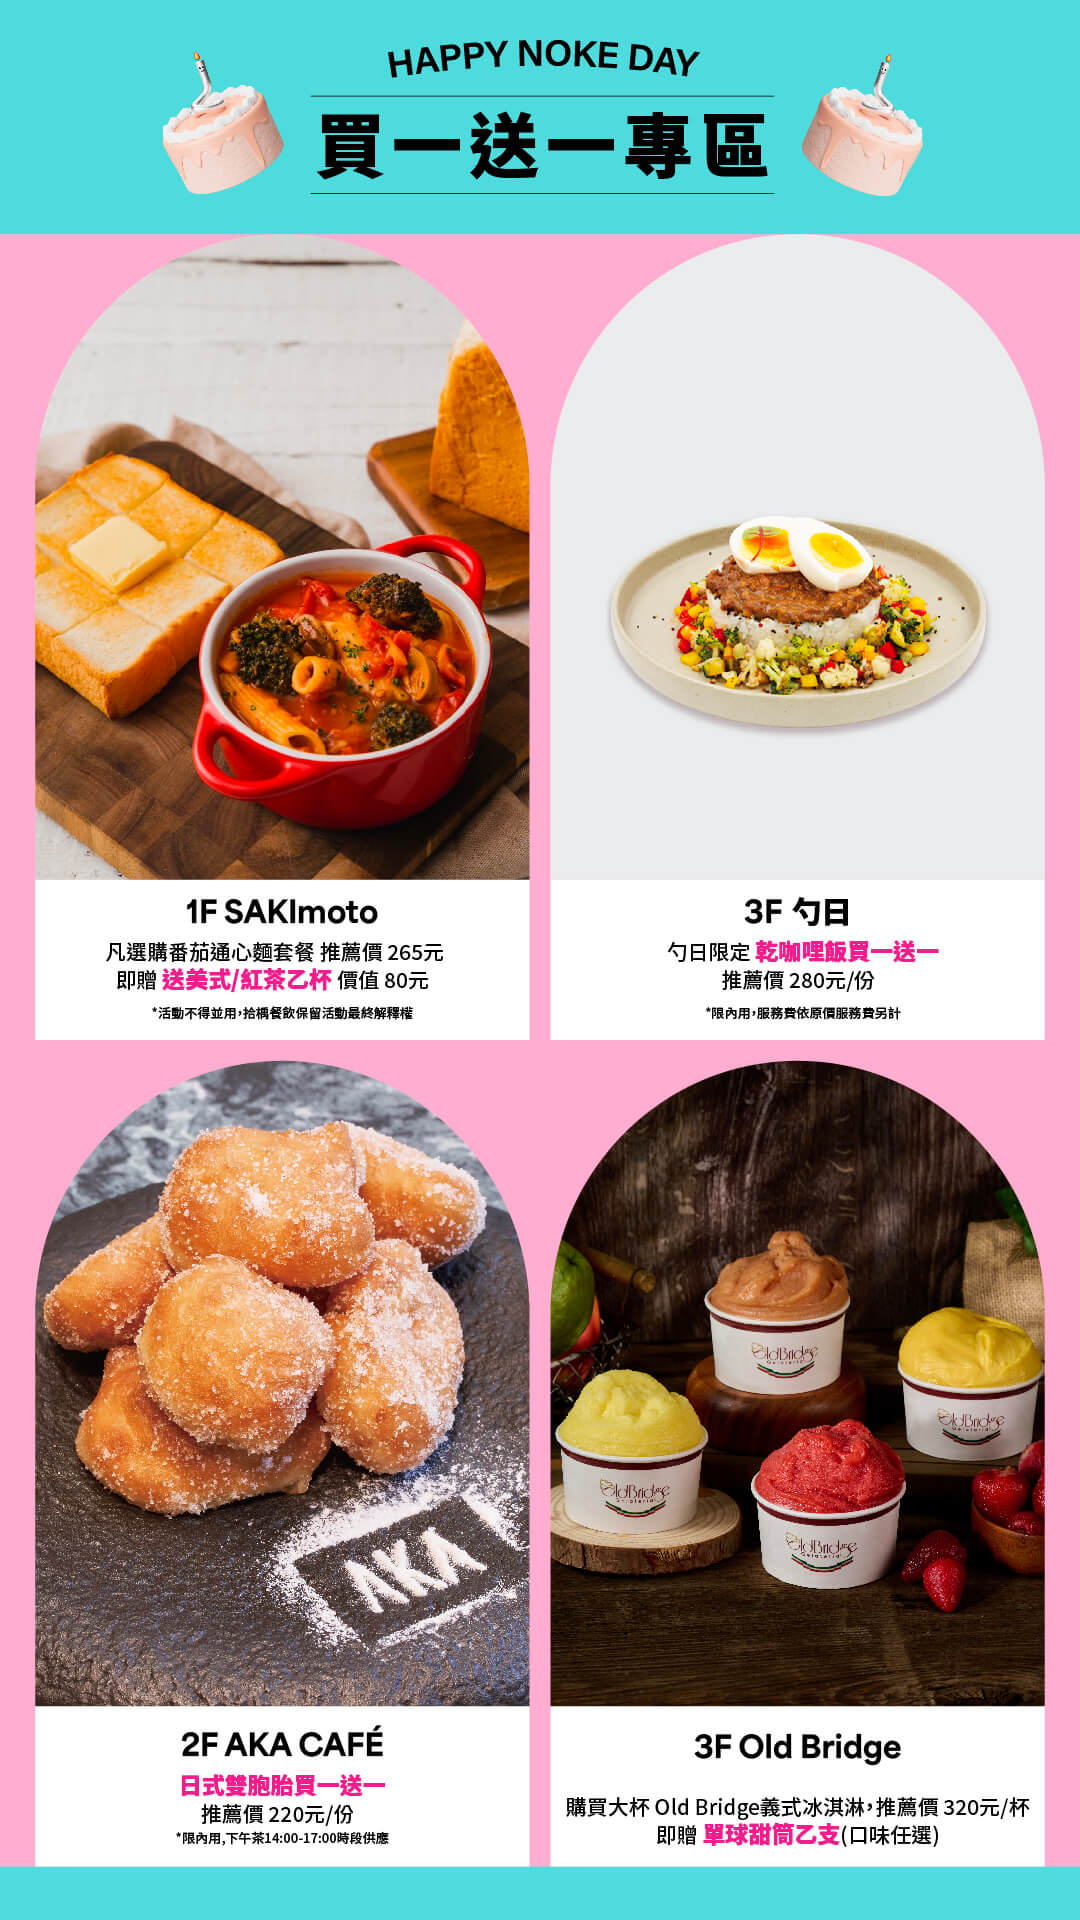 HAPPY NOKE DAY
買一送一專區
1F SAKImoto
凡選購番茄通心麵套餐 推薦價 265元
即贈 送美式/紅茶乙杯 價值 80元
*活動不得並用,拾楀餐飲保留活動最終解釋權
3F 勺日
勺日限定 乾咖哩飯買一送一
推薦價 280元/份
*限內用,服務費依原價服務費另計
AKA
OldBridge
Gelateria
OldBridge
Gelateria
OldBridge
Gelateria
OldBridge
Gelateria
2F AKA CAFÉ
日式雙胞胎買一送一
推薦價 220元/份
*限內用,下午茶14:00-17:00時段供應
3F Old Bridge
購買大杯 Old Bridge義式冰淇淋,推薦價 320元/杯
即贈 單球甜筒乙支(口味任選)